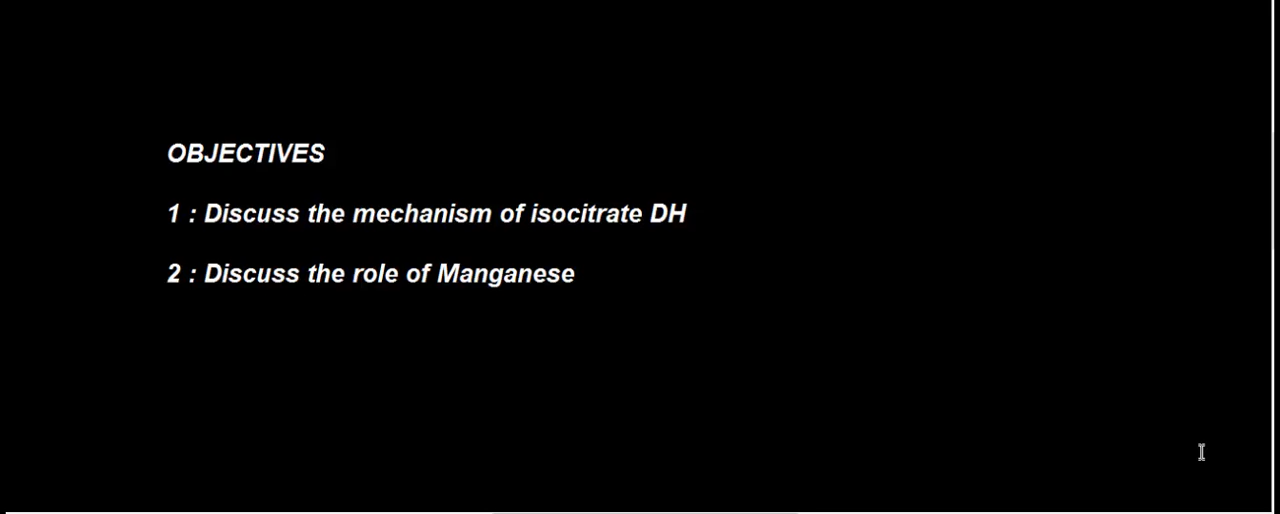 OBJECTIVES
1 : Discuss the mechanism of isocitrate DH
2 : Discuss the role of Manganese